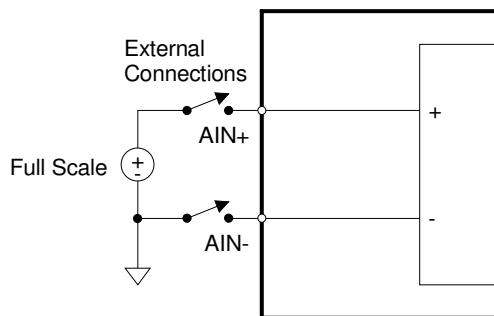 External
Connections
AIN+
+
Full Scale
+
-
AIN-
-